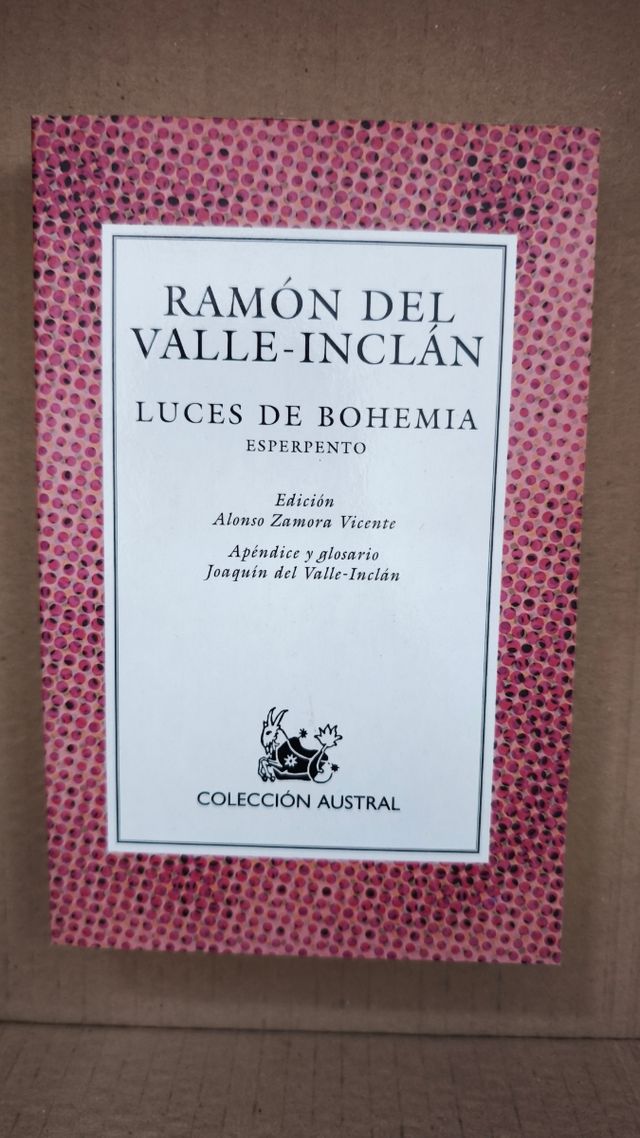 RAMÓN DEL
VALLE-INCLÁN
LUCES DE BOHEMIA
ESPERPENTO
Edición
Alonso Zamora Vicente
Apéndice y glosario
Joaquín del Valle-Inclán
COLECCIÓN AUSTRAL